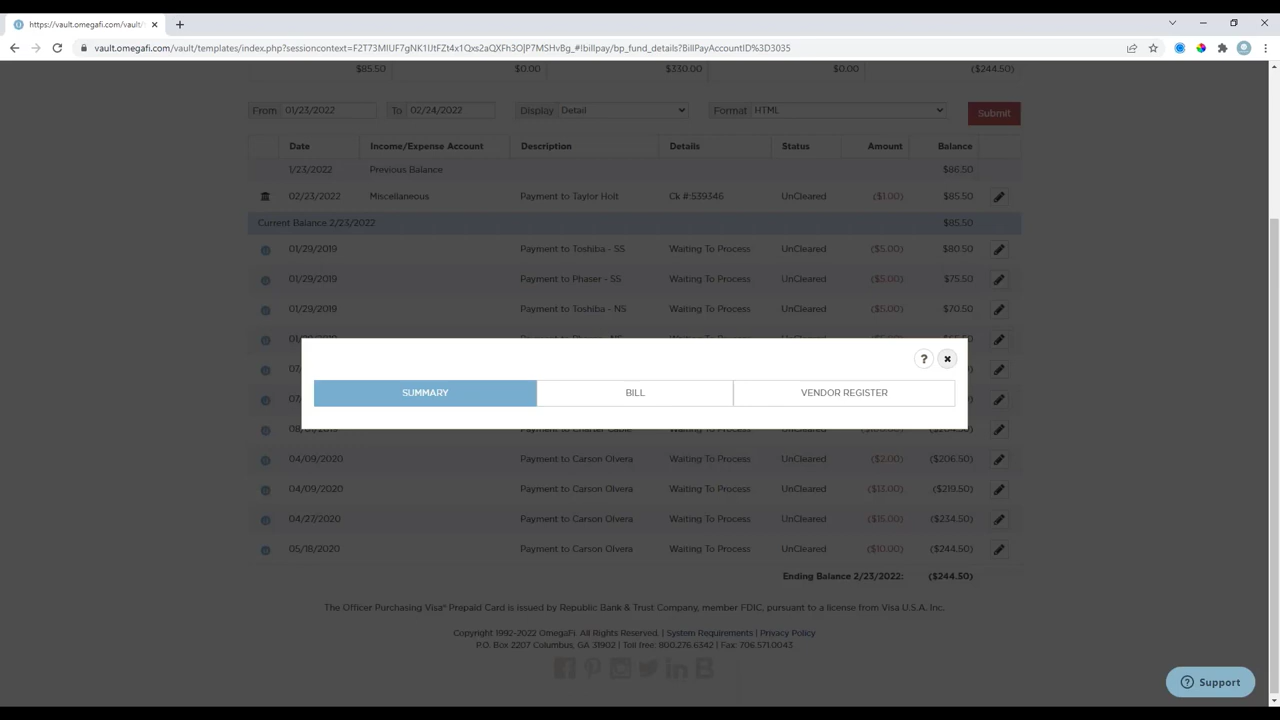 https://vault.omegafi.com/vault/
vault.omegafi.com/vault/templates/index.php?sessioncontext=F2T73MIUF7gNK1UtFZt4x1Qxs2aQXFh3OJP7MSHvBg_#!billpay/bp_fund_details?BillPayAccountID%3D3035
$85.50 $0.00 $330.00 $0.00 ($244.50)
From 01/23/2022 To 02/24/2022 Display Detail Format HTML Submit
Date Income/Expense Account Description Details Status Amount Balance
1/23/2022 Previous Balance $86.50
02/23/2022 Miscellaneous Payment to Taylor Holt Ck #:539346 UnCleared ($1.00) $85.50
Current Balance 2/23/2022 $85.50
01/29/2019 Payment to Toshiba - SS Waiting To Process UnCleared ($5.00) $80.50
01/29/2019 Payment to Phaser - SS Waiting To Process UnCleared ($5.00) $75.50
01/29/2019 Payment to Toshiba - NS Waiting To Process UnCleared ($5.00) $70.50
?
SUMMARY BILL VENDOR REGISTER
Payment to Charter Cable Waiting To Process UnCleared ($204.50)
04/09/2020 Payment to Carson Olvera Waiting To Process UnCleared ($2.00) ($206.50)
04/09/2020 Payment to Carson Olvera Waiting To Process UnCleared ($13.00) ($219.50)
04/27/2020 Payment to Carson Olvera Waiting To Process UnCleared ($15.00) ($234.50)
05/18/2020 Payment to Carson Olvera Waiting To Process UnCleared ($10.00) ($244.50)
Ending Balance 2/23/2022: ($244.50)
The Officer Purchasing Visa® Prepaid Card is issued by Republic Bank & Trust Company, member FDIC, pursuant to a license from Visa U.S.A. Inc.
Copyright 1992-2022 OmegaFi. All Rights Reserved. | System Requirements | Privacy Policy
P.O. Box 2207 Columbus, GA 31902 | Toll free: 800.276.6342 | Fax: 706.571.0043
Support